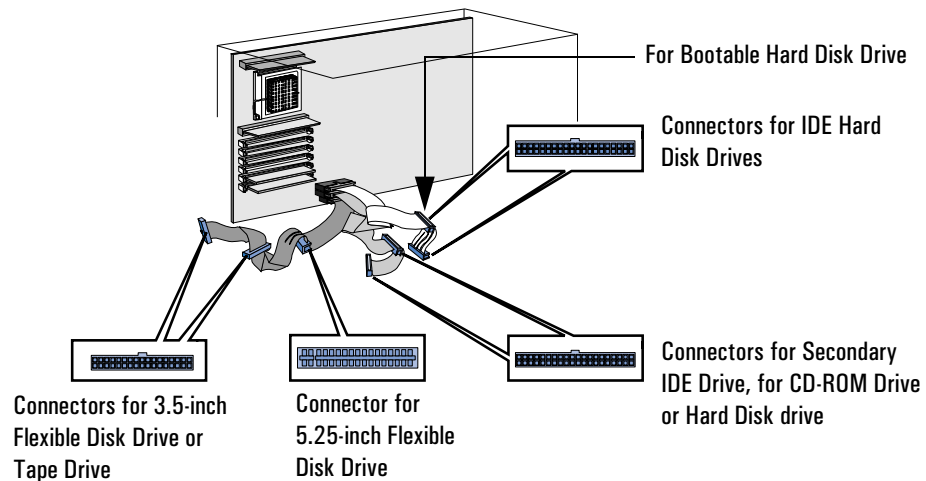 For Bootable Hard Disk Drive
Connectors for IDE Hard
Disk Drives
Connectors for Secondary
IDE Drive, for CD-ROM Drive
or Hard Disk drive
Connectors for 3.5-inch
Flexible Disk Drive or
Tape Drive
Connector for
5.25-inch Flexible
Disk Drive